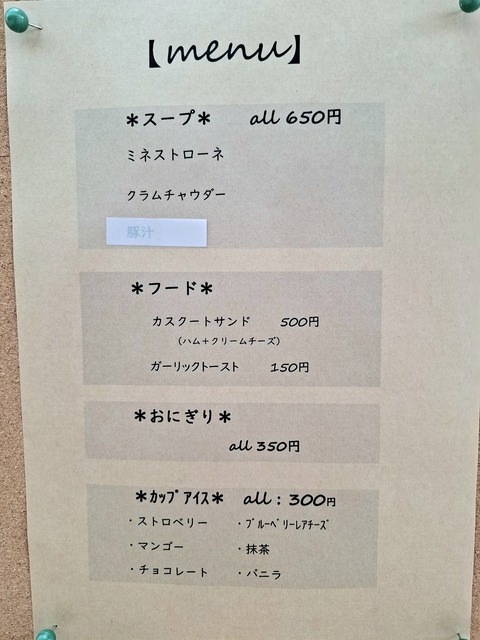 【menu】
*スープ* all 650円
ミネストローネ
クラムチャウダー
豚汁
*フード*
カスクートサンド 500円
(ハム+クリームチーズ)
ガーリックトースト 150円
*おにぎり*
all 350円
*ｶｯﾌﾟｱｲｽ* all : 300円
・ストロベリー ・ﾌﾞﾙｰﾍﾞﾘｰﾚｱﾁｰｽﾞ
・マンゴー ・抹茶
・チョコレート ・バニラ